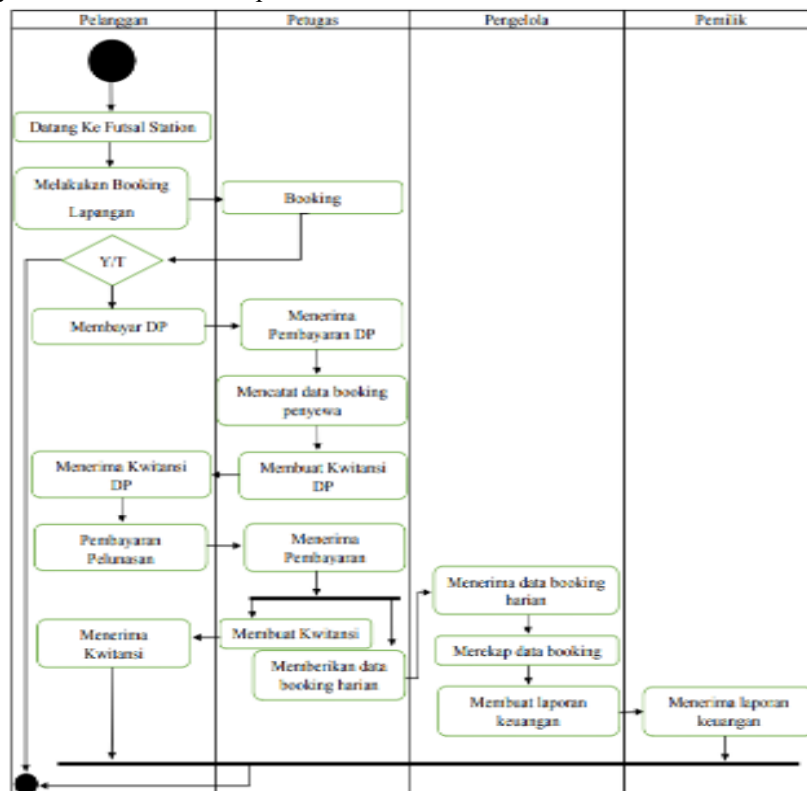 Pelanggan
Petugas
Pengelola
Pemilik
Datang Ke Futsal Station
Melakukan Booking
Lapangan
Booking
Y/T
Membayar DP
Menerima
Pembayaran DP
Mencatat data booking
penyewa
Menerima Kwitansi
DP
Membuat Kwitansi
DP
Pembayaran
Pelunasan
Menerima
Pembayaran
Menerima data booking
harian
Menerima
Kwitansi
Membuat Kwitansi
Memberikan data
booking harian
Merekap data booking
Membuat laporan
keuangan
Menerima laporan
keuangan